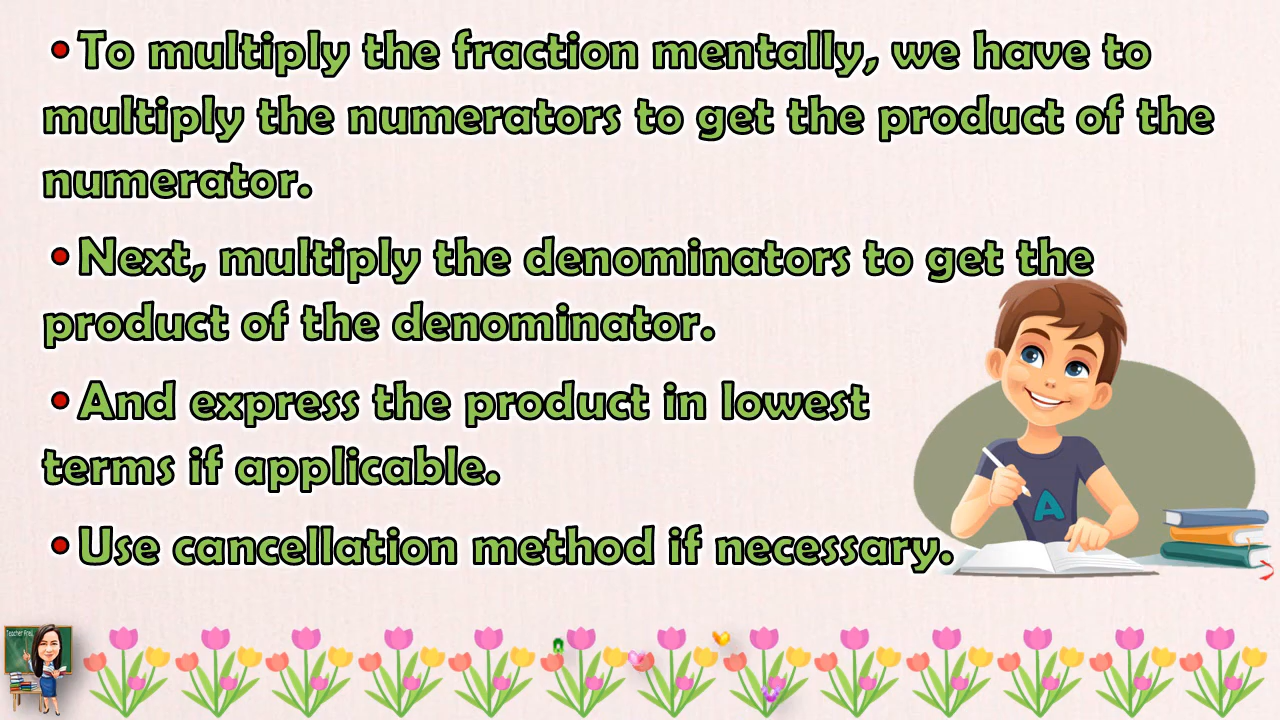 •To multiply the fraction mentally, we have to
multiply the numerators to get the product of the
numerator.
•Next, multiply the denominators to get the
product of the denominator.
•And express the product in lowest
terms if applicable.
•Use cancellation method if necessary.
A